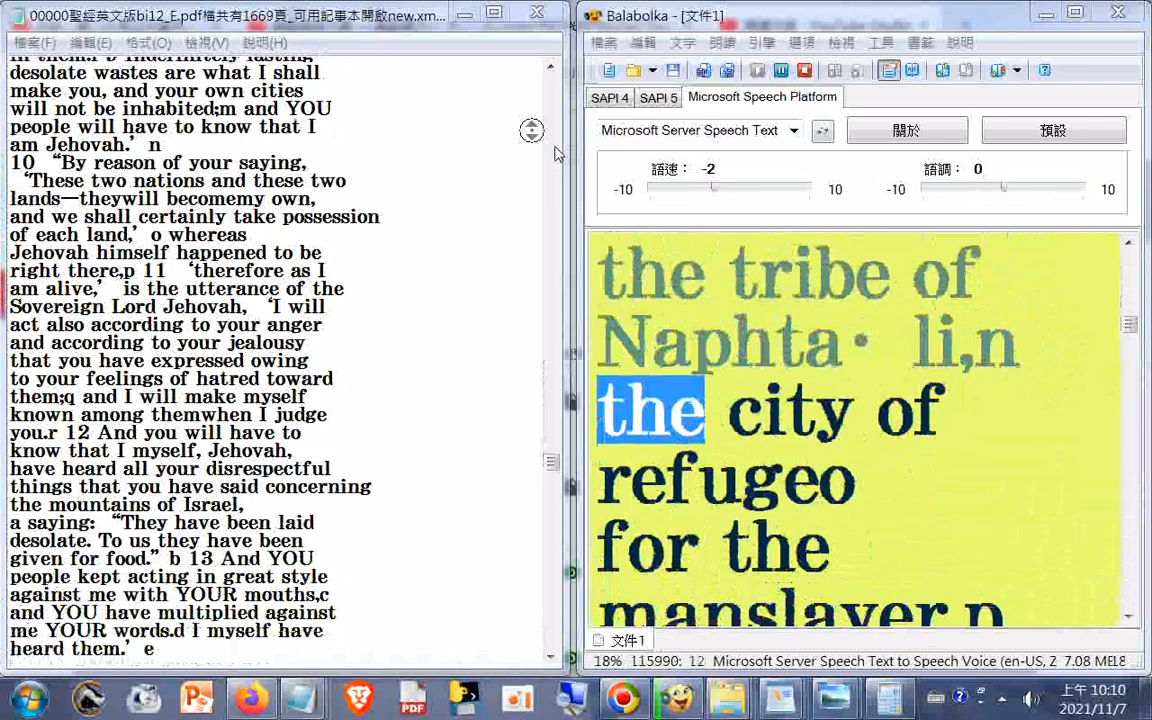 00000聖經英文版bi12_E.pdf檔共有1669頁_可用記事本開啟new.xm...
檔案(F) 編輯(E) 格式(O) 檢視(V) 說明(H)
desolate wastes are what I shall
make you, and your own cities
will not be inhabited;m and YOU
people will have to know that I
am Jehovah.’ n
10 “By reason of your saying,
‘These two nations and these two
lands—theywill becomemy own,
and we shall certainly take possession
of each land,’ o whereas
Jehovah himself happened to be
right there,p 11 ‘therefore as I
am alive,’ is the utterance of the
Sovereign Lord Jehovah, ‘I will
act also according to your anger
and according to your jealousy
that you have expressed owing
to your feelings of hatred toward
them;q and I will make myself
known among themwhen I judge
you.r 12 And you will have to
know that I myself, Jehovah,
have heard all your disrespectful
things that you have said concerning
the mountains of Israel,
a saying: “They have been laid
desolate. To us they have been
given for food.” b 13 And YOU
people kept acting in great style
against me with YOUR mouths,c
and YOU have multiplied against
me YOUR words.d I myself have
heard them.’ e
Balabolka - [文件1]
檔案 編輯 文字 朗讀 引擎 選項 檢視 工具 書籤 說明
SAPI 4 SAPI 5 Microsoft Speech Platform
Microsoft Server Speech Text 關於 預設
語速： -2 語調： 0
-10 10 -10 10
the tribe of
Naphta· li,n
the city of
refugeo
for the
manslayer,p
文件1
18% 115990: 12 Microsoft Server Speech Text to Speech Voice (en-US, Z 7.08 MEL8
PDF
上午 10:10
2021/11/7